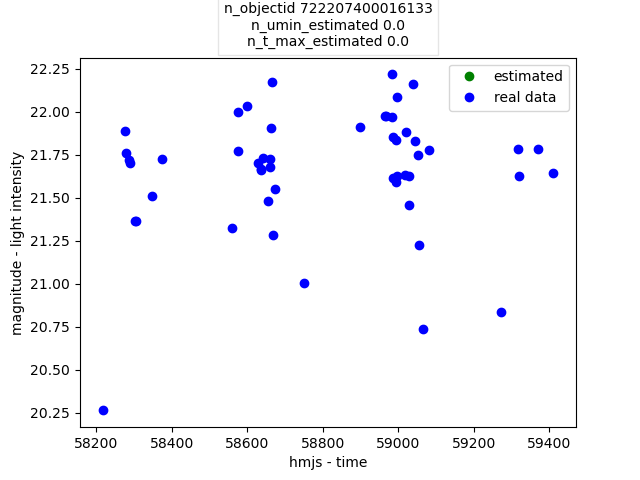 n_objectid 722207400016133
n_umin_estimated 0.0
n_t_max_estimated 0.0
estimated
real data
22.25
22.00
21.75
21.50
21.25
21.00
20.75
20.50
20.25
magnitude - light intensity
58200 58400 58600 58800 59000 59200 59400
hmjs - time